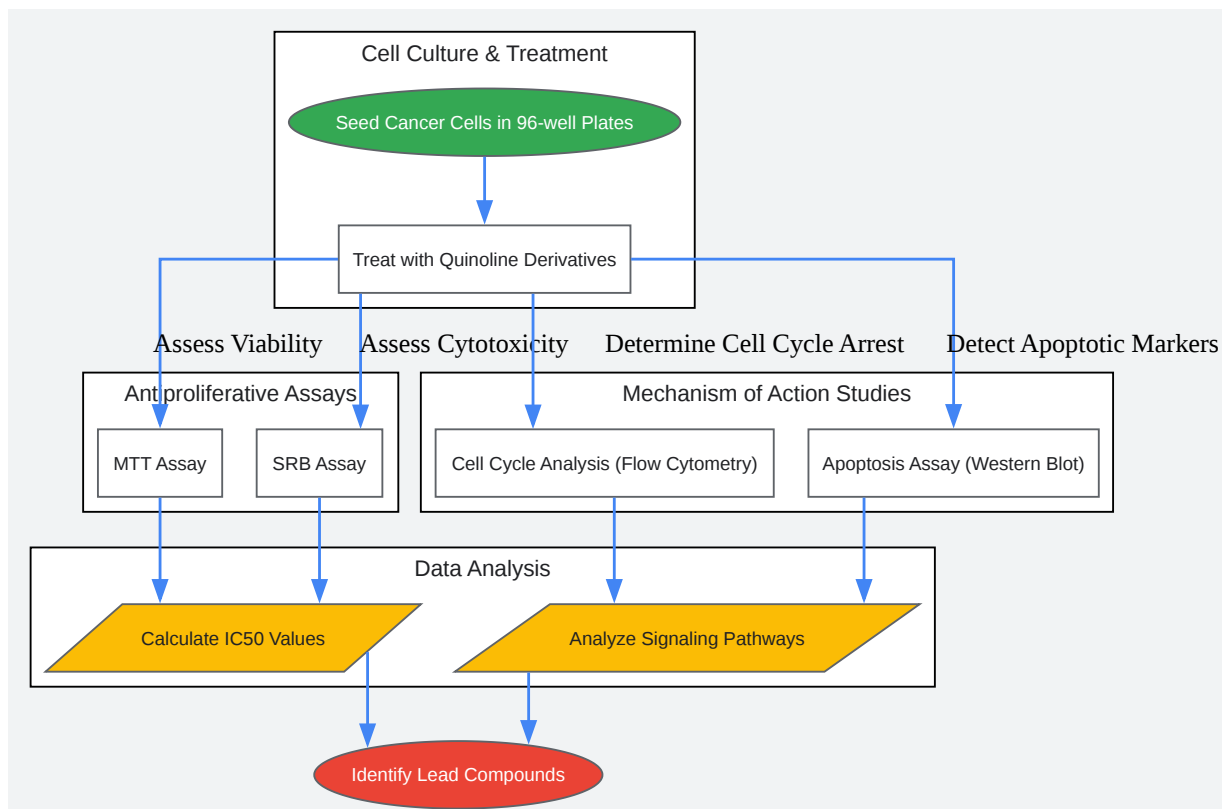 Cell Culture & Treatment
Seed Cancer Cells in 96-well Plates
Treat with Quinoline Derivatives
Assess Viability
Assess Cytotoxicity
Determine Cell Cycle Arrest
Detect Apoptotic Markers
Antiproliferative Assays
Mechanism of Action Studies
MTT Assay
SRB Assay
Cell Cycle Analysis (Flow Cytometry)
Apoptosis Assay (Western Blot)
Data Analysis
Calculate IC50 Values
Analyze Signaling Pathways
Identify Lead Compounds